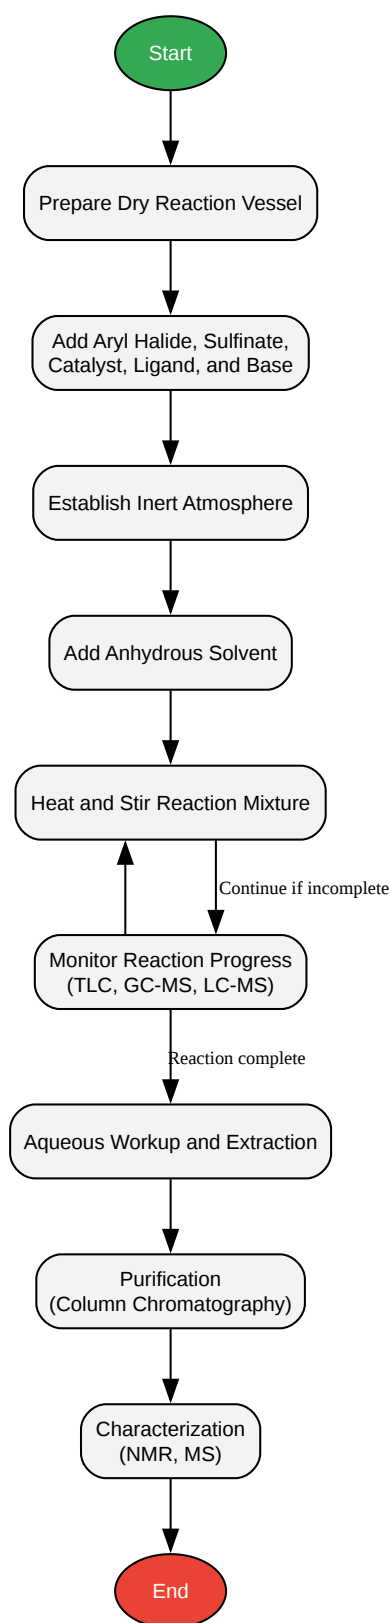 Start
Prepare Dry Reaction Vessel
Add Aryl Halide, Sulfinate,
Catalyst, Ligand, and Base
Establish Inert Atmosphere
Add Anhydrous Solvent
Heat and Stir Reaction Mixture
Continue if incomplete
Monitor Reaction Progress
(TLC, GC-MS, LC-MS)
Reaction complete
Aqueous Workup and Extraction
Purification
(Column Chromatography)
Characterization
(NMR, MS)
End